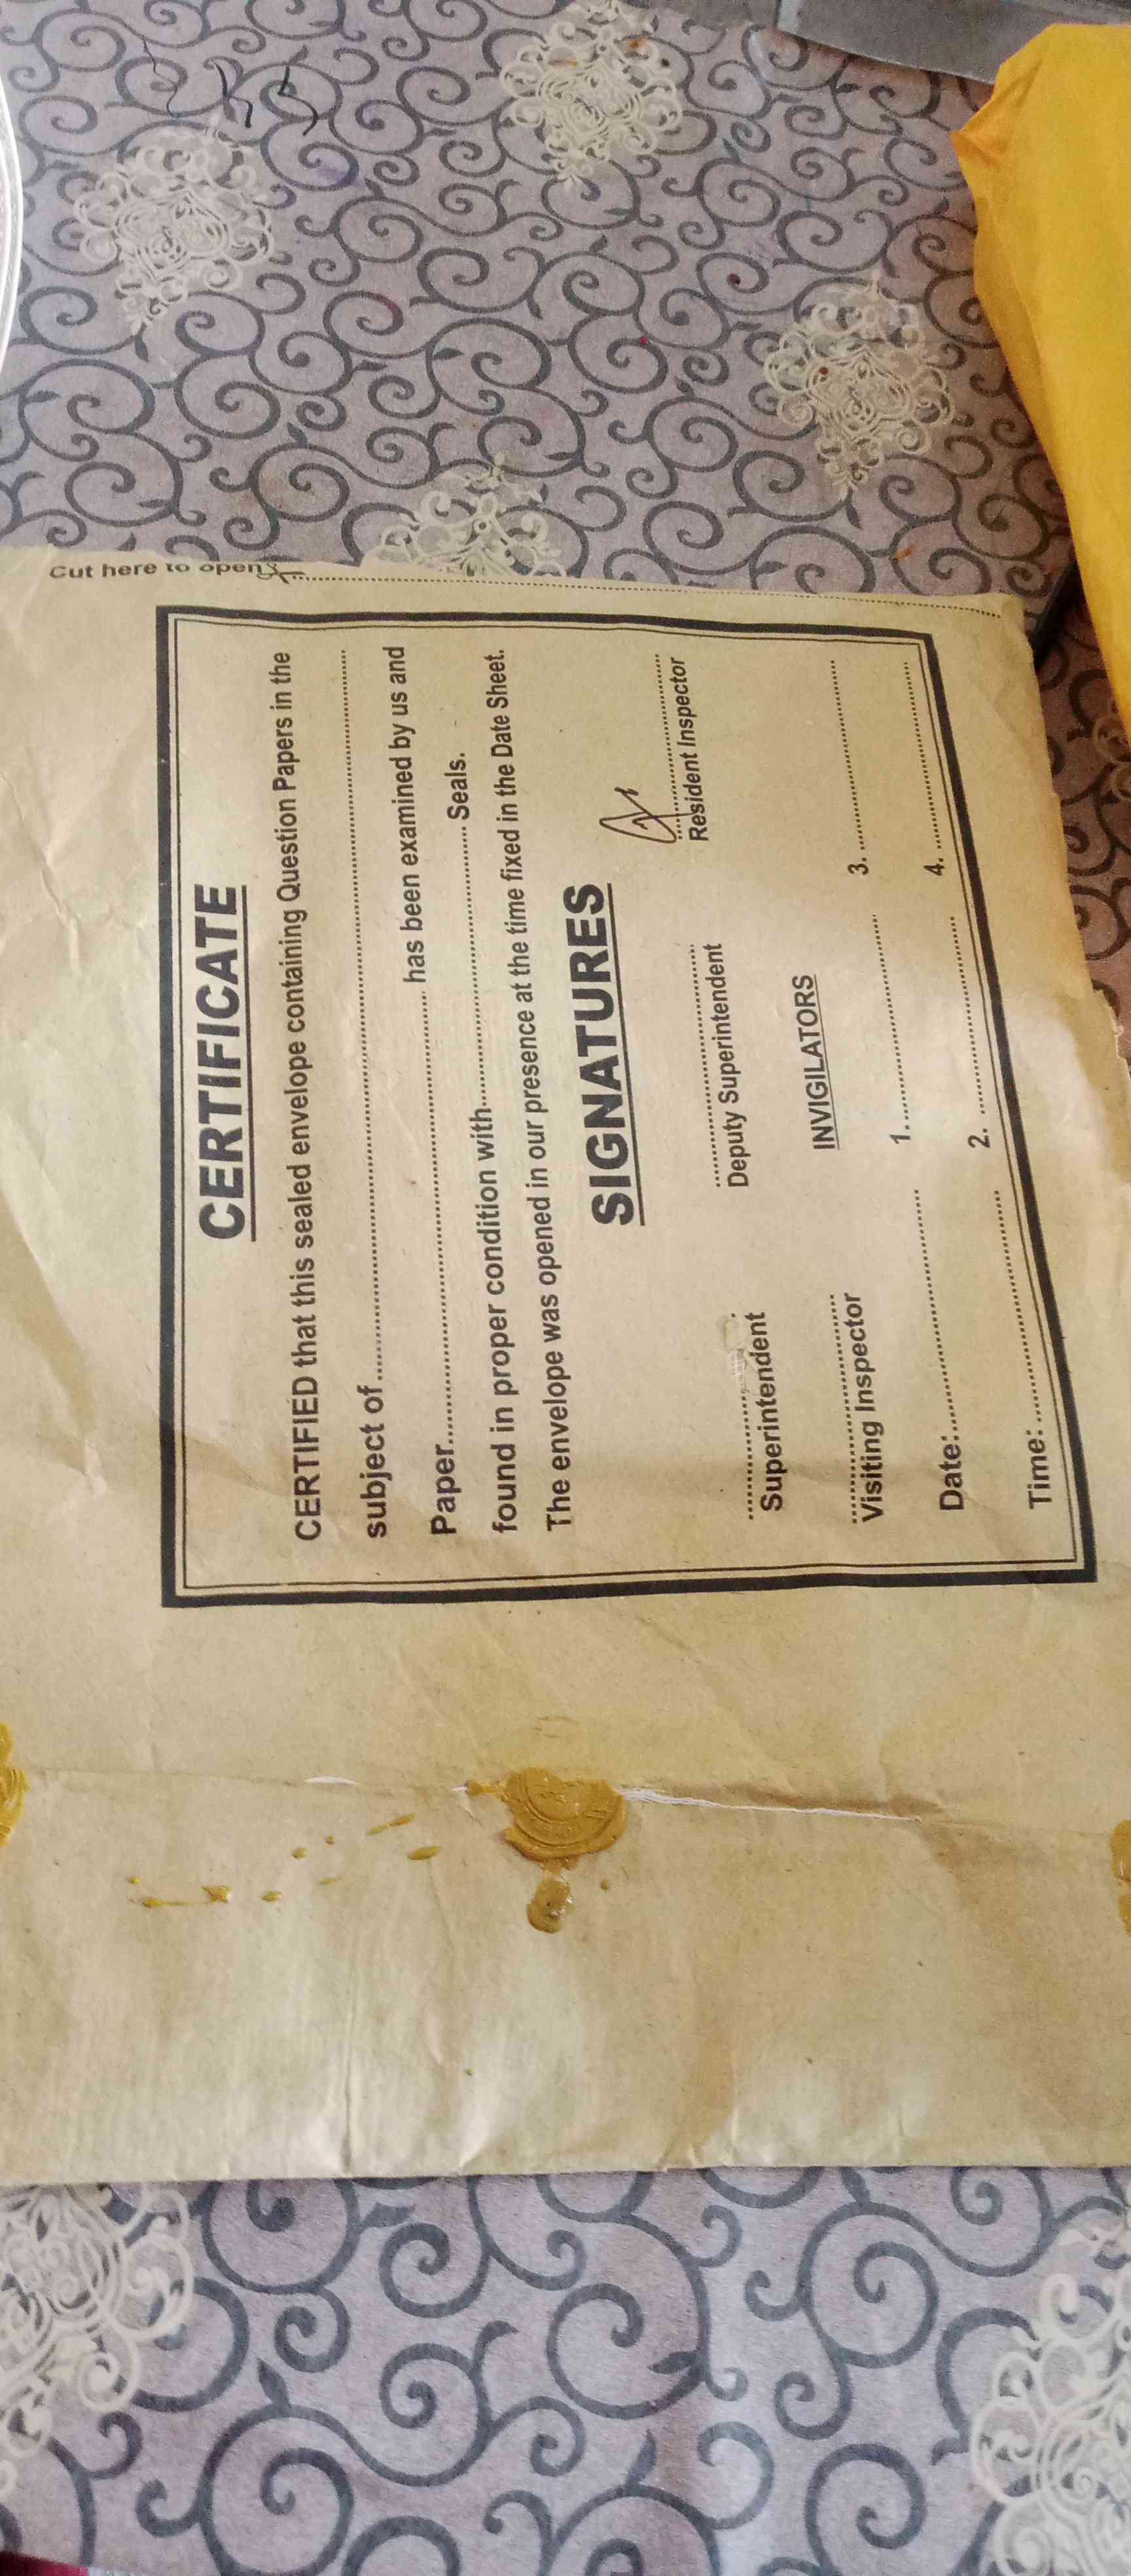 Cut here to open
CERTIFICATE
CERTIFIED that this sealed envelope containing Question Papers in the
subject of
Paper has been examined by us and
found in proper condition with Seals.
The envelope was opened in our presence at the time fixed in the Date Sheet.
SIGNATURES
Superintendent Deputy Superintendent Resident Inspector
Visiting Inspector INVIGILATORS
Date: 1. 3.
Time: 2. 4.